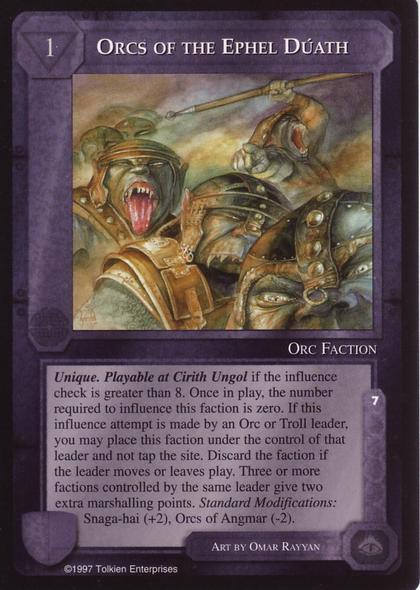 1
ORCS OF THE EPHEL DÚATH
ORC FACTION
Unique. Playable at Cirith Ungol if the influence
check is greater than 8. Once in play, the number
required to influence this faction is zero. If this
influence attempt is made by an Orc or Troll leader,
you may place this faction under the control of that
leader and not tap the site. Discard the faction if
the leader moves or leaves play. Three or more
factions controlled by the same leader give two
extra marshalling points. Standard Modifications:
Snaga-hai (+2), Orcs of Angmar (-2).
7
ART BY OMAR RAYYAN
©1997 Tolkien Enterprises